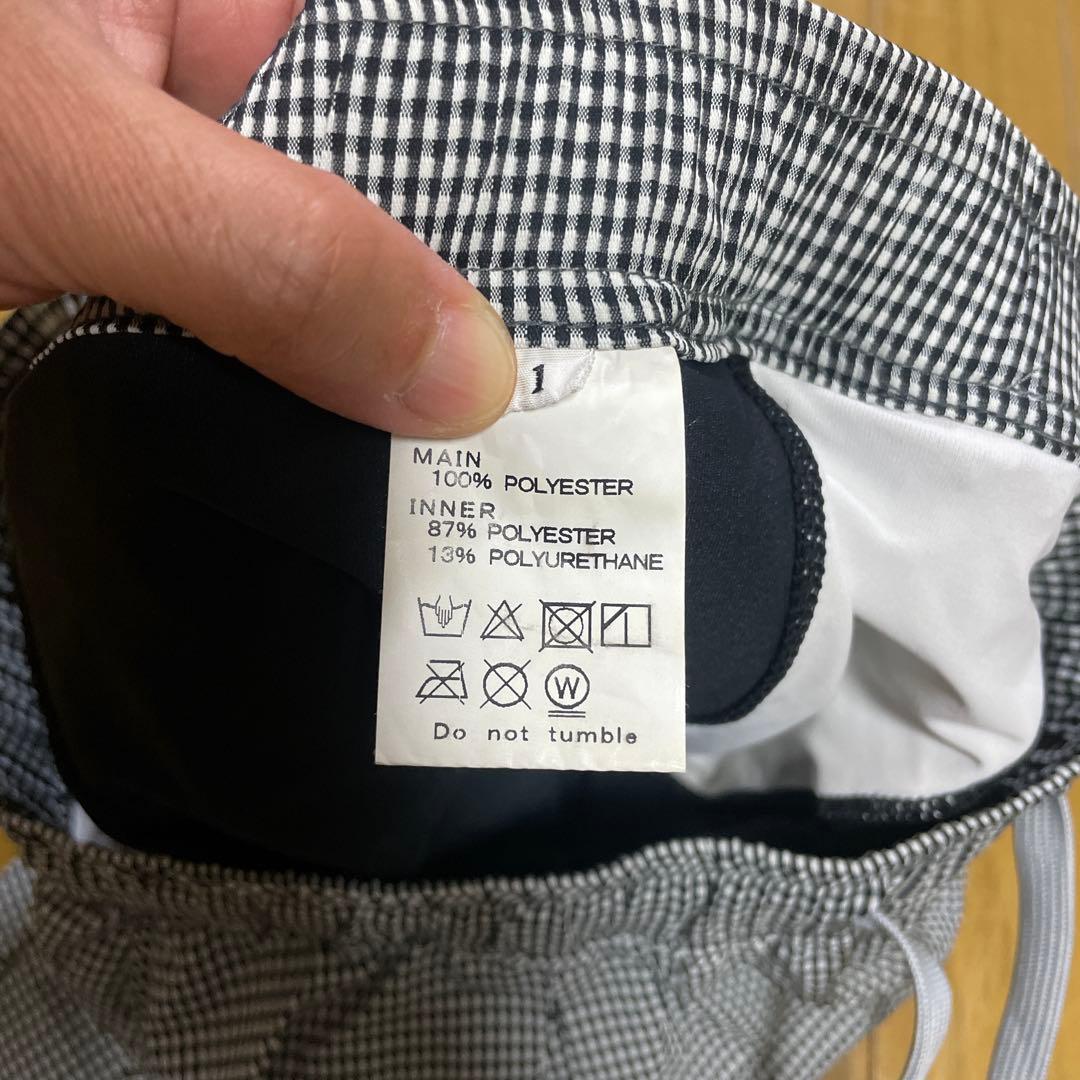 1
MAIN
100% POLYESTER
INNER
87% POLYESTER
13% POLYURETHANE
W
Do not tumble